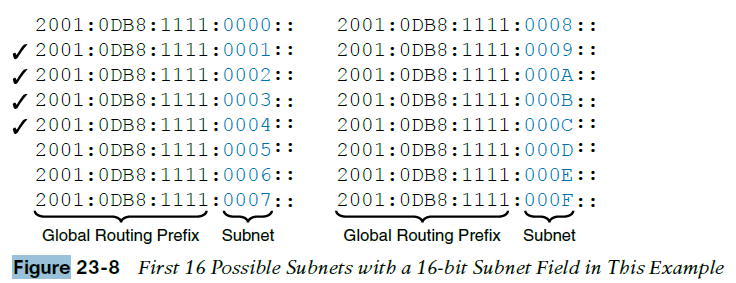 2001:0DB8:1111:0000:: 2001:0DB8:1111:0008::
✓ 2001:0DB8:1111:0001:: 2001:0DB8:1111:0009::
✓ 2001:0DB8:1111:0002:: 2001:0DB8:1111:000A::
✓ 2001:0DB8:1111:0003:: 2001:0DB8:1111:000B::
✓ 2001:0DB8:1111:0004:: 2001:0DB8:1111:000C::
2001:0DB8:1111:0005:: 2001:0DB8:1111:000D::
2001:0DB8:1111:0006:: 2001:0DB8:1111:000E::
2001:0DB8:1111:0007:: 2001:0DB8:1111:000F::
Global Routing Prefix Subnet Global Routing Prefix Subnet
Figure 23-8 First 16 Possible Subnets with a 16-bit Subnet Field in This Example